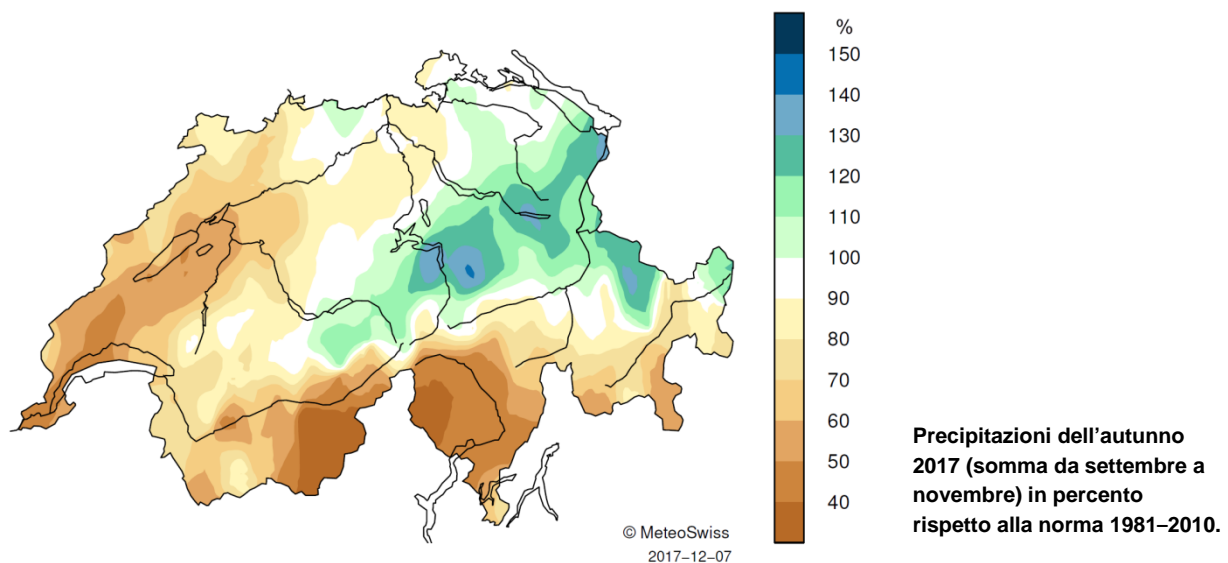 %
150
140
130
120
110
100
90
80
70
60
50
40
© MeteoSwiss
2017−12−07
Precipitazioni dell’autunno
2017 (somma da settembre a
novembre) in percento
rispetto alla norma 1981–2010.